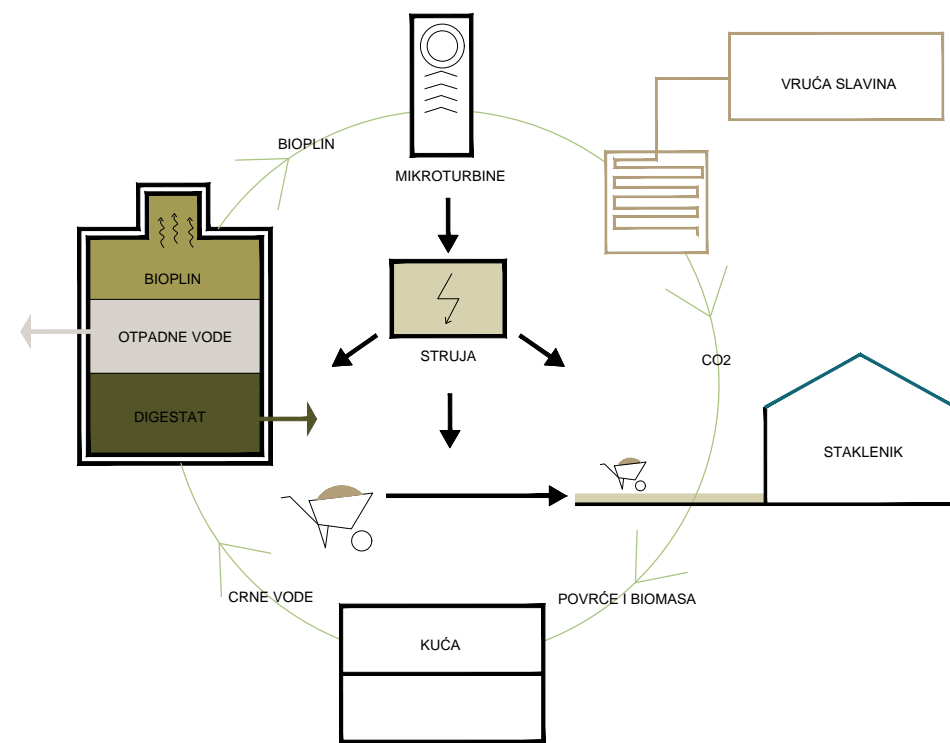 VRUĆA SLAVINA
BIOPLIN
MIKROTURBINE
BIOPLIN
OTPADNE VODE
STRUJA
CO2
DIGESTAT
STAKLENIK
CRNE VODE
POVRĆE I BIOMASA
KUĆA